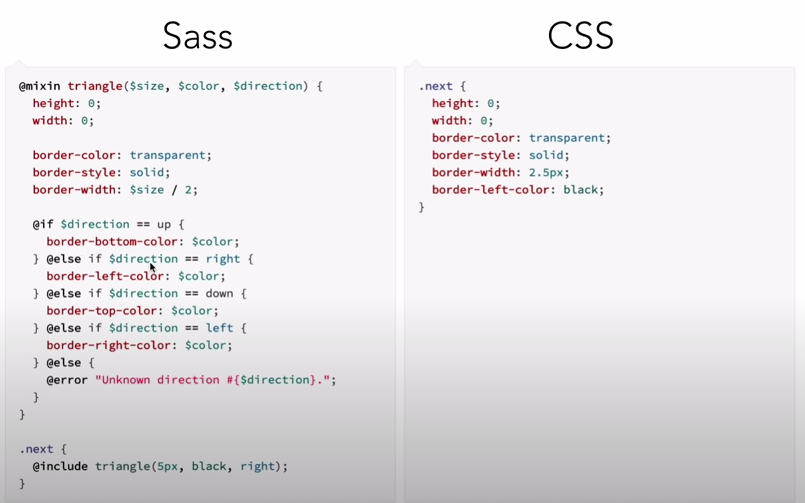 Sass
@mixin triangle($size, $color, $direction) {
height: 0;
width: 0;
border-color: transparent;
border-style: solid;
border-width: $size / 2;
@if $direction == up {
border-bottom-color: $color;
} @else if $direction == right {
border-left-color: $color;
} @else if $direction == down {
border-top-color: $color;
} @else if $direction == left {
border-right-color: $color;
} @else {
@error "Unknown direction #{$direction}.";
}
}
.next {
@include triangle(5px, black, right);
}
CSS
.next {
height: 0;
width: 0;
border-color: transparent;
border-style: solid;
border-width: 2.5px;
border-left-color: black;
}